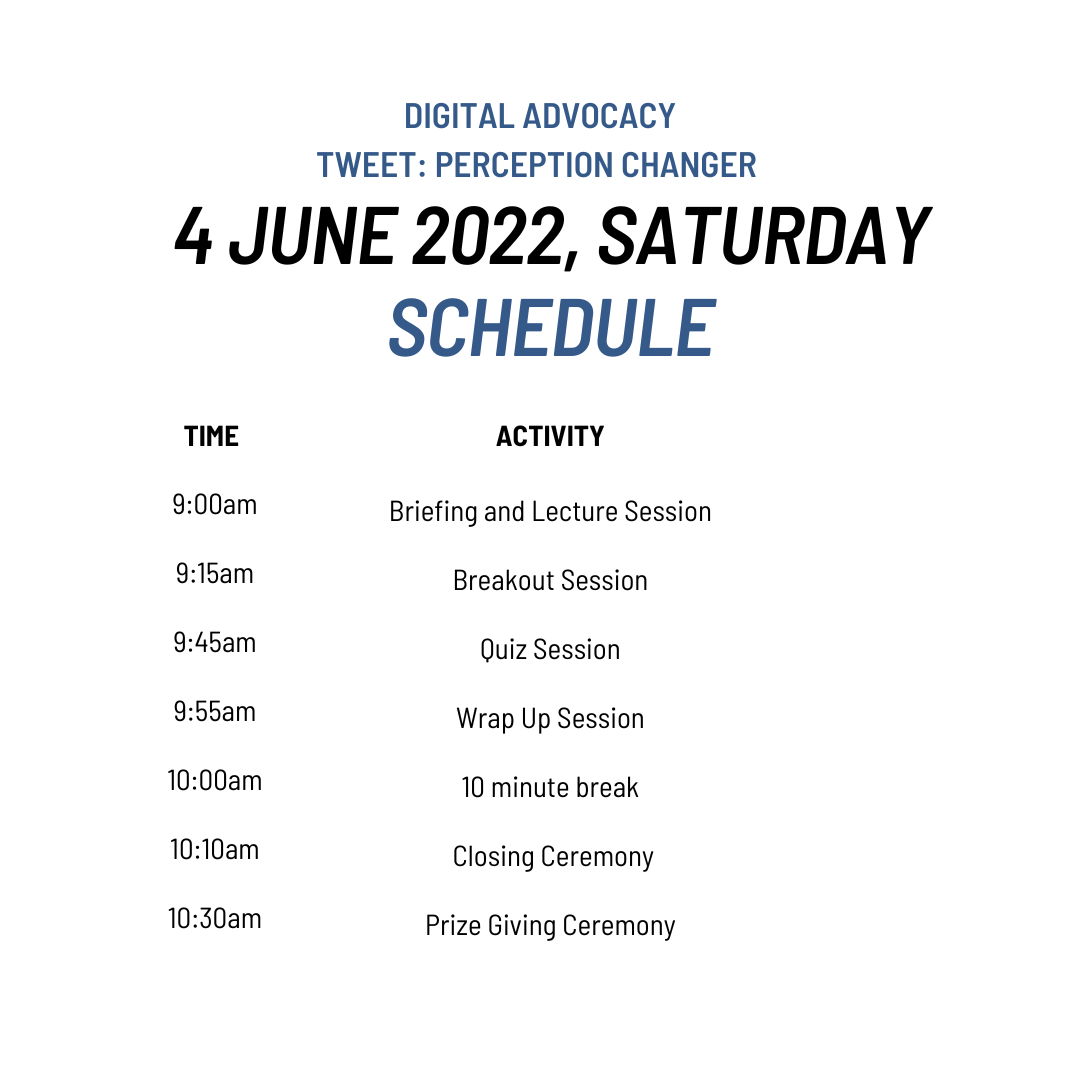 DIGITAL ADVOCACY
TWEET: PERCEPTION CHANGER
4 JUNE 2022, SATURDAY
SCHEDULE
TIME ACTIVITY
9:00am Briefing and Lecture Session
9:15am Breakout Session
9:45am Quiz Session
9:55am Wrap Up Session
10:00am 10 minute break
10:10am Closing Ceremony
10:30am Prize Giving Ceremony